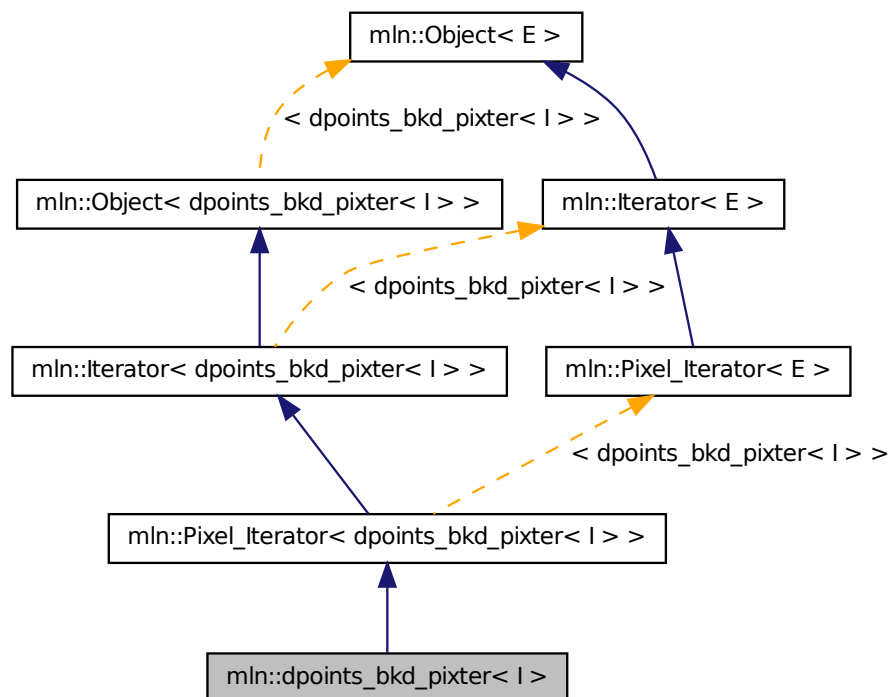 mln::Object< E >
< dpoints_bkd_pixter< I > >
mln::Object< dpoints_bkd_pixter< I > >
mln::Iterator< E >
< dpoints_bkd_pixter< I > >
mln::Iterator< dpoints_bkd_pixter< I > >
mln::Pixel_Iterator< E >
< dpoints_bkd_pixter< I > >
mln::Pixel_Iterator< dpoints_bkd_pixter< I > >
mln::dpoints_bkd_pixter< I >